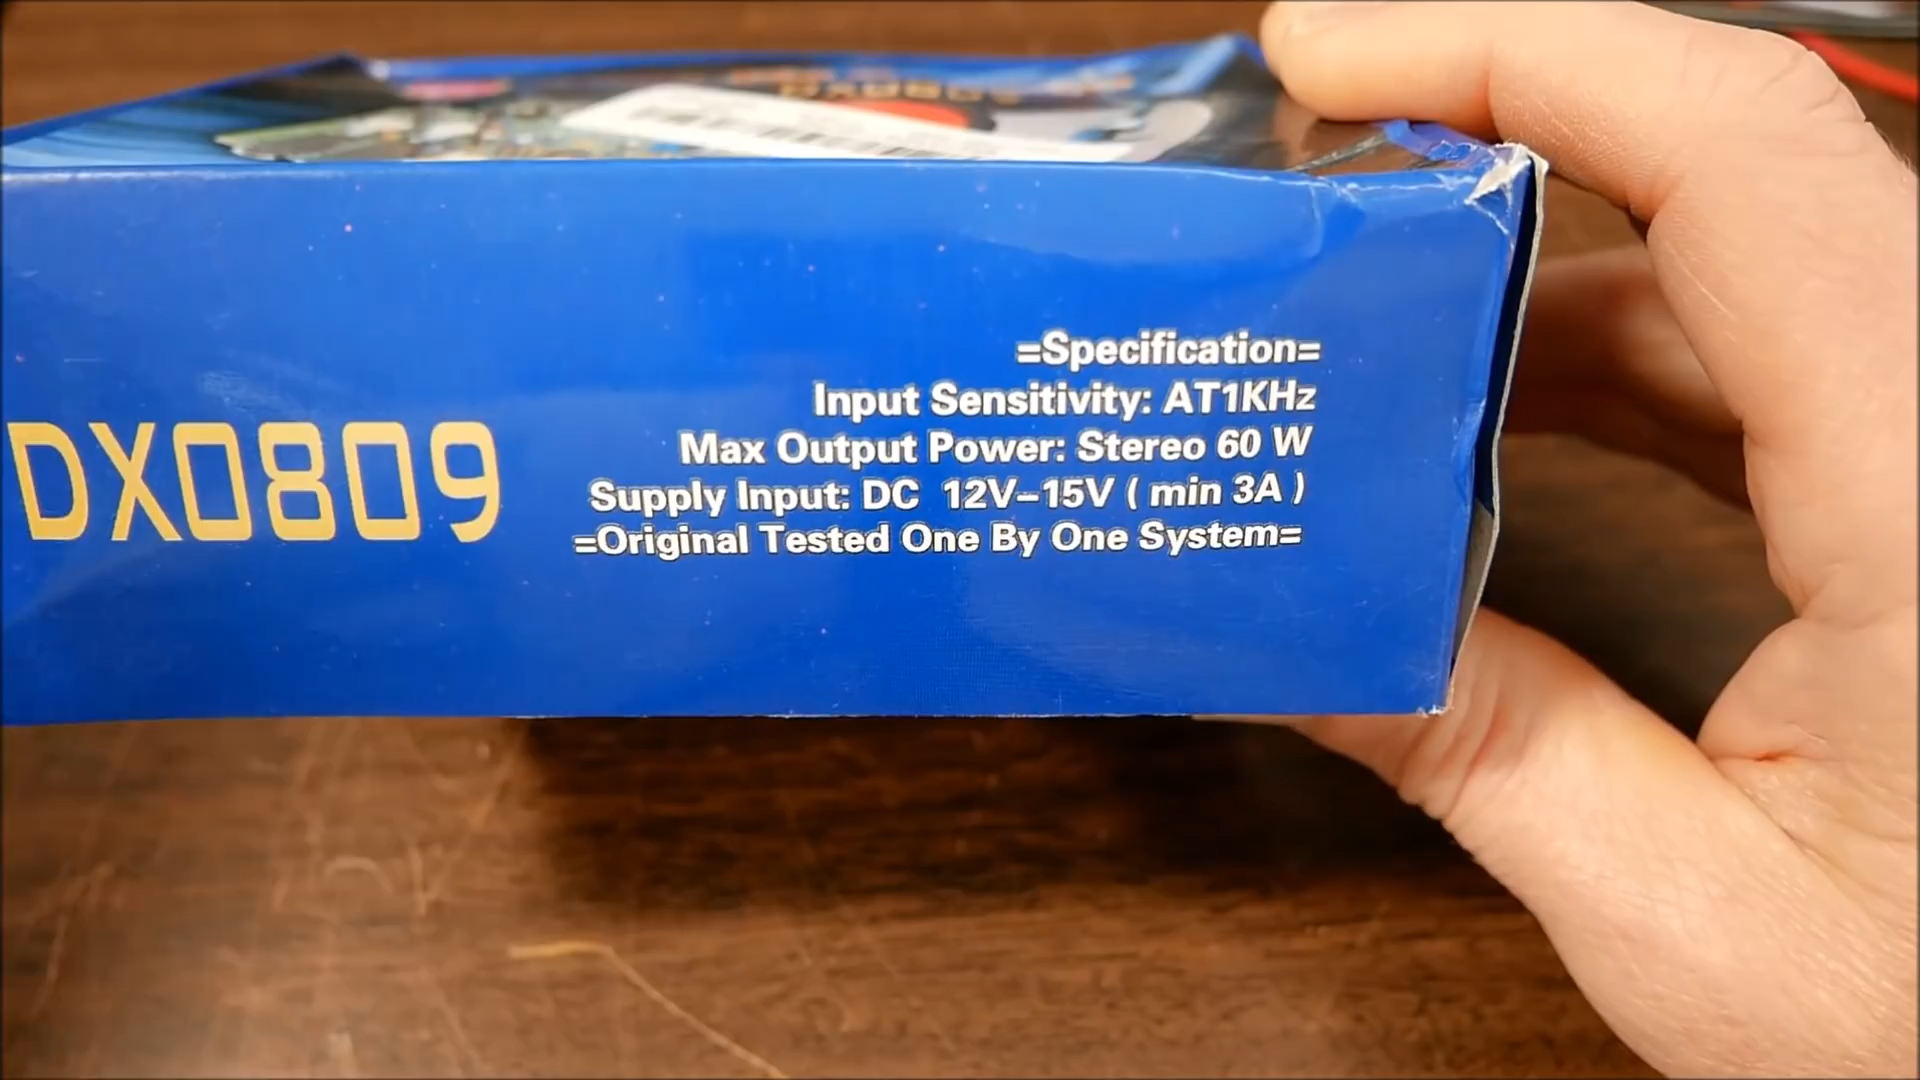 DX0809
DX0809
=Specification=
Input Sensitivity: AT1KHz
Max Output Power: Stereo 60 W
Supply Input: DC 12V–15V ( min 3A )
=Original Tested One By One System=